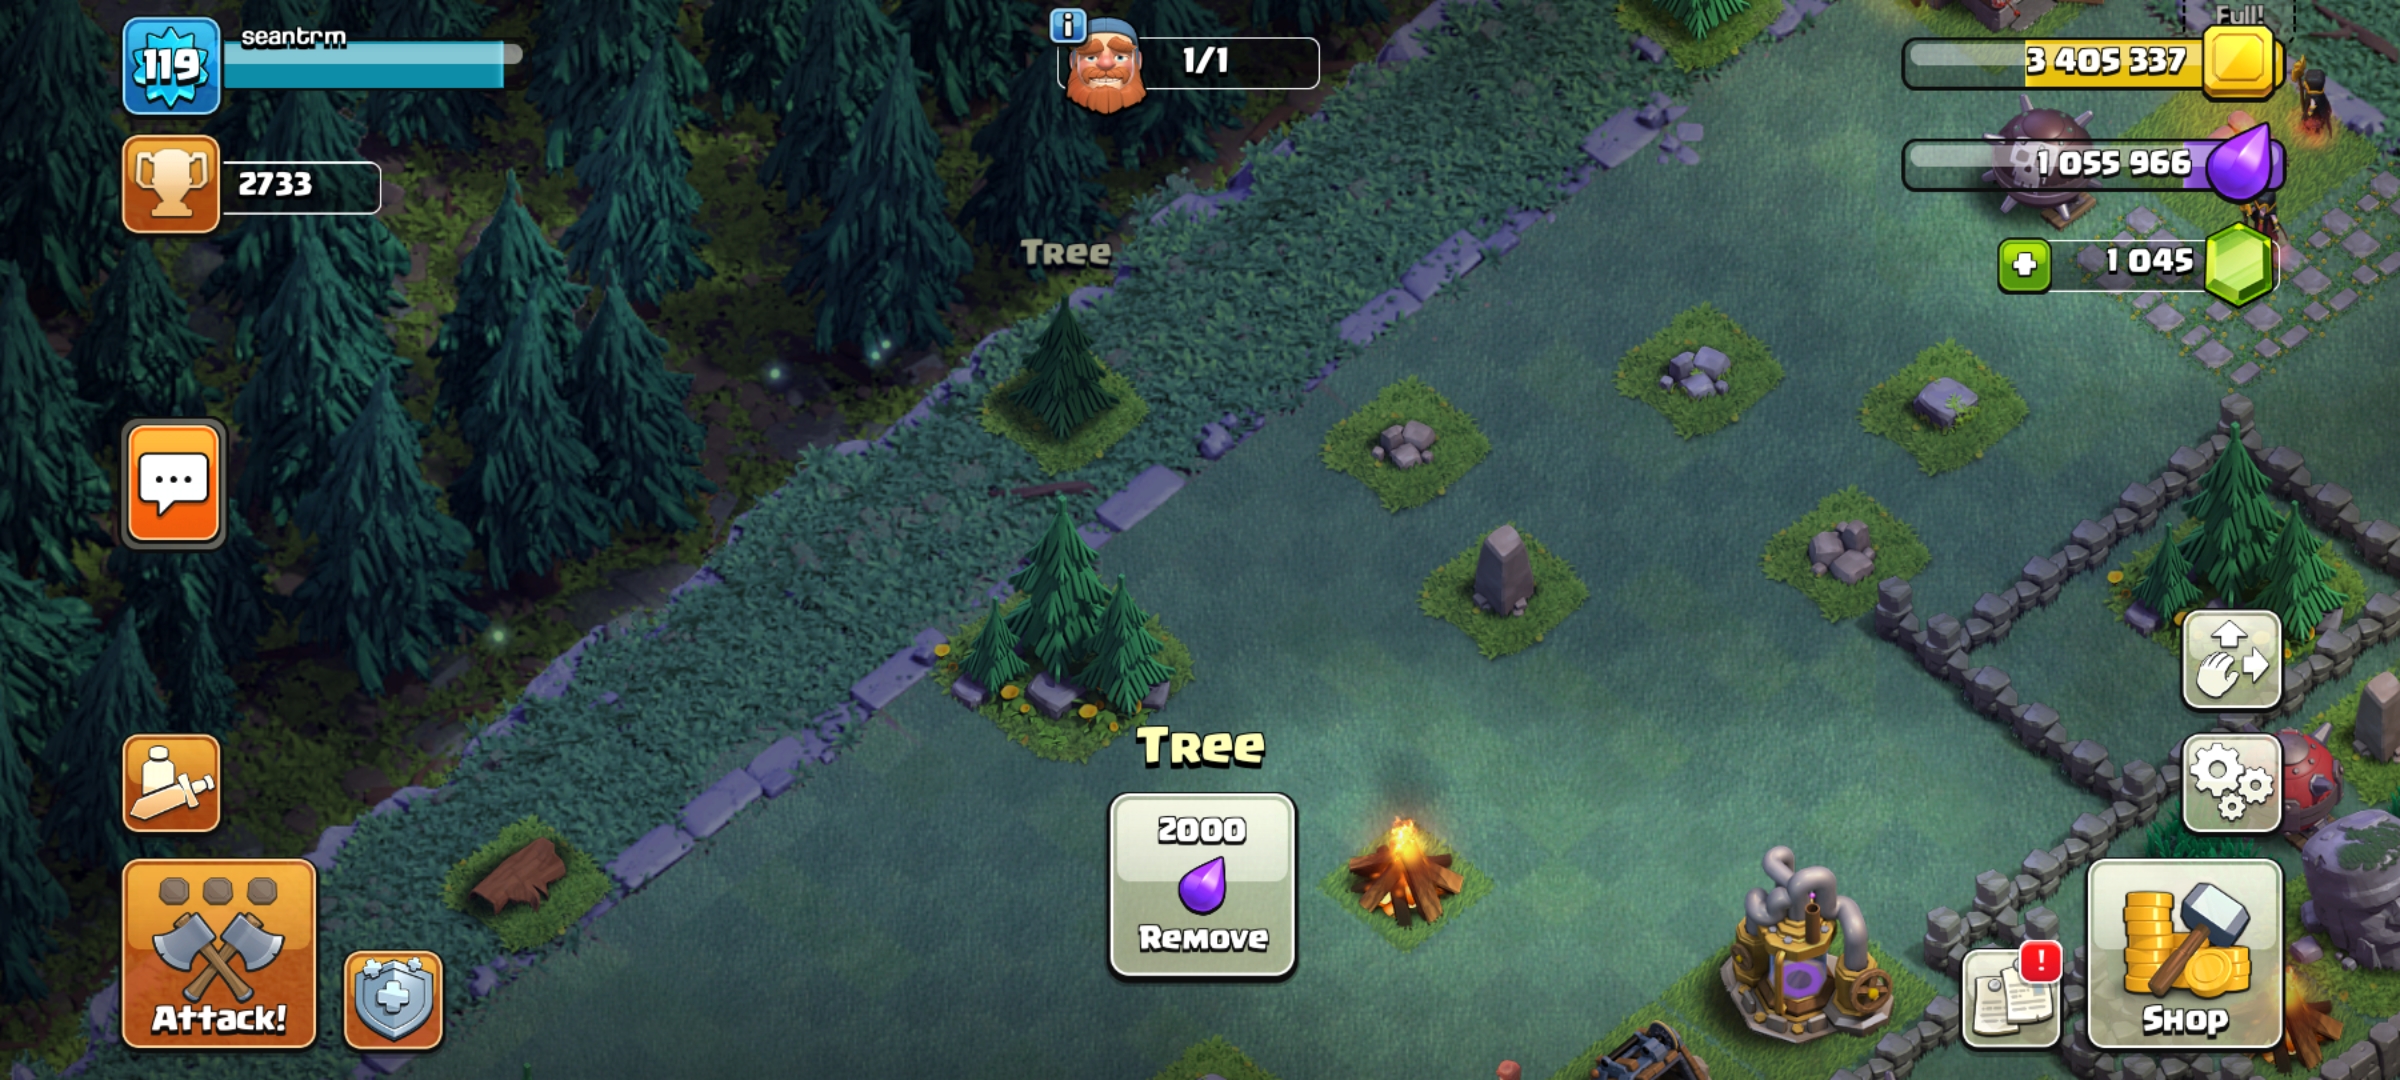 119
seantrm
i
1/1
Full!
3 405 337
2733
1 055 966
1 045
Tree
Tree
2000
Remove
Attack!
!
Shop